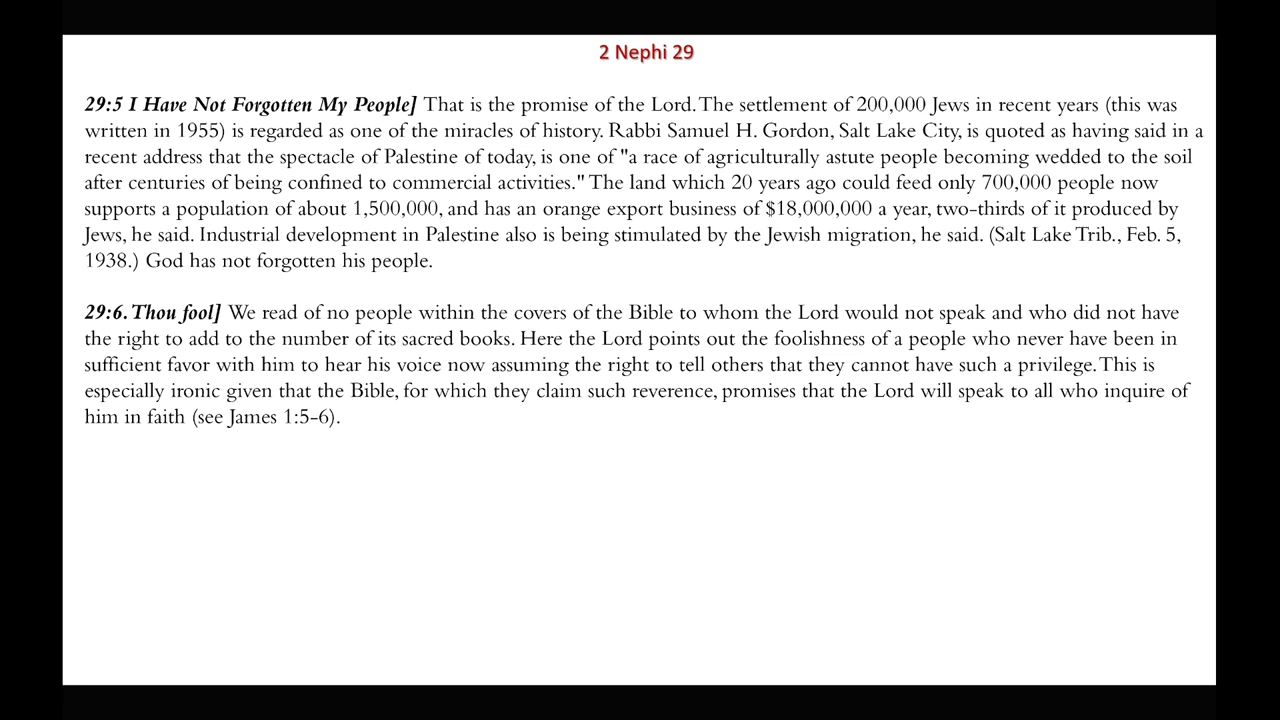 2 Nephi 29
29:5 I Have Not Forgotten My People] That is the promise of the Lord. The settlement of 200,000 Jews in recent years (this was
written in 1955) is regarded as one of the miracles of history. Rabbi Samuel H. Gordon, Salt Lake City, is quoted as having said in a
recent address that the spectacle of Palestine of today, is one of "a race of agriculturally astute people becoming wedded to the soil
after centuries of being confined to commercial activities." The land which 20 years ago could feed only 700,000 people now
supports a population of about 1,500,000, and has an orange export business of $18,000,000 a year, two-thirds of it produced by
Jews, he said. Industrial development in Palestine also is being stimulated by the Jewish migration, he said. (Salt Lake Trib., Feb. 5,
1938.) God has not forgotten his people.
29:6. Thou fool] We read of no people within the covers of the Bible to whom the Lord would not speak and who did not have
the right to add to the number of its sacred books. Here the Lord points out the foolishness of a people who never have been in
sufficient favor with him to hear his voice now assuming the right to tell others that they cannot have such a privilege. This is
especially ironic given that the Bible, for which they claim such reverence, promises that the Lord will speak to all who inquire of
him in faith (see James 1:5-6).